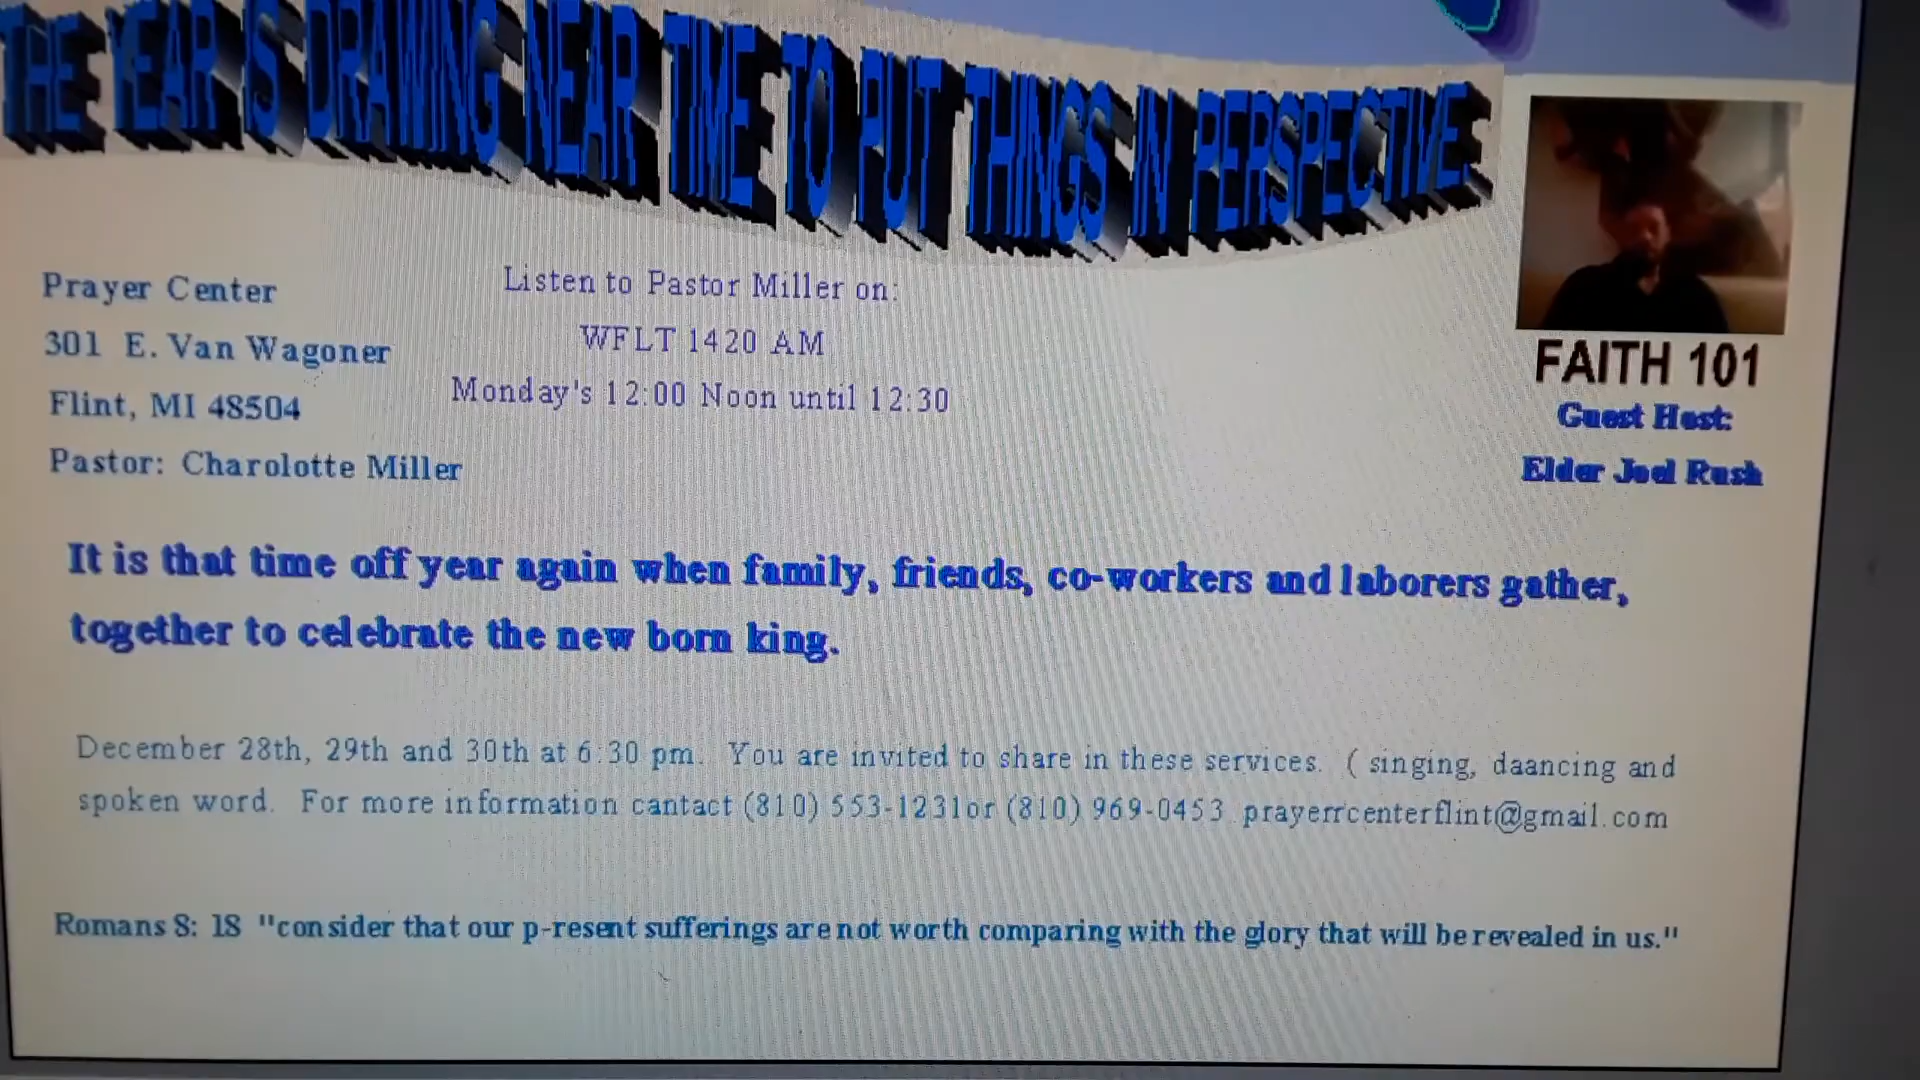 THE YEAR IS DRAWING NEAR TIME TO PUT THINGS IN PERSPECTIVE.
Prayer Center
301 E. Van Wagoner
Flint, MI 48504
Pastor: Charolotte Miller
Listen to Pastor Miller on:
WFLT 1420 AM
Monday's 12:00 Noon until 12:30
FAITH 101
Guest Host:
Elder Joel Rush
It is that time off year again when family, friends, co-workers and laborers gather,
together to celebrate the new born king.
December 28th, 29th and 30th at 6:30 pm. You are invited to share in these services. ( singing, daancing and
spoken word. For more information cantact (810) 553-1231or (810) 969-0453 prayerrcenterflint@gmail.com
Romans 8: 18 "consider that our p-resent sufferings are not worth comparing with the glory that will be revealed in us."